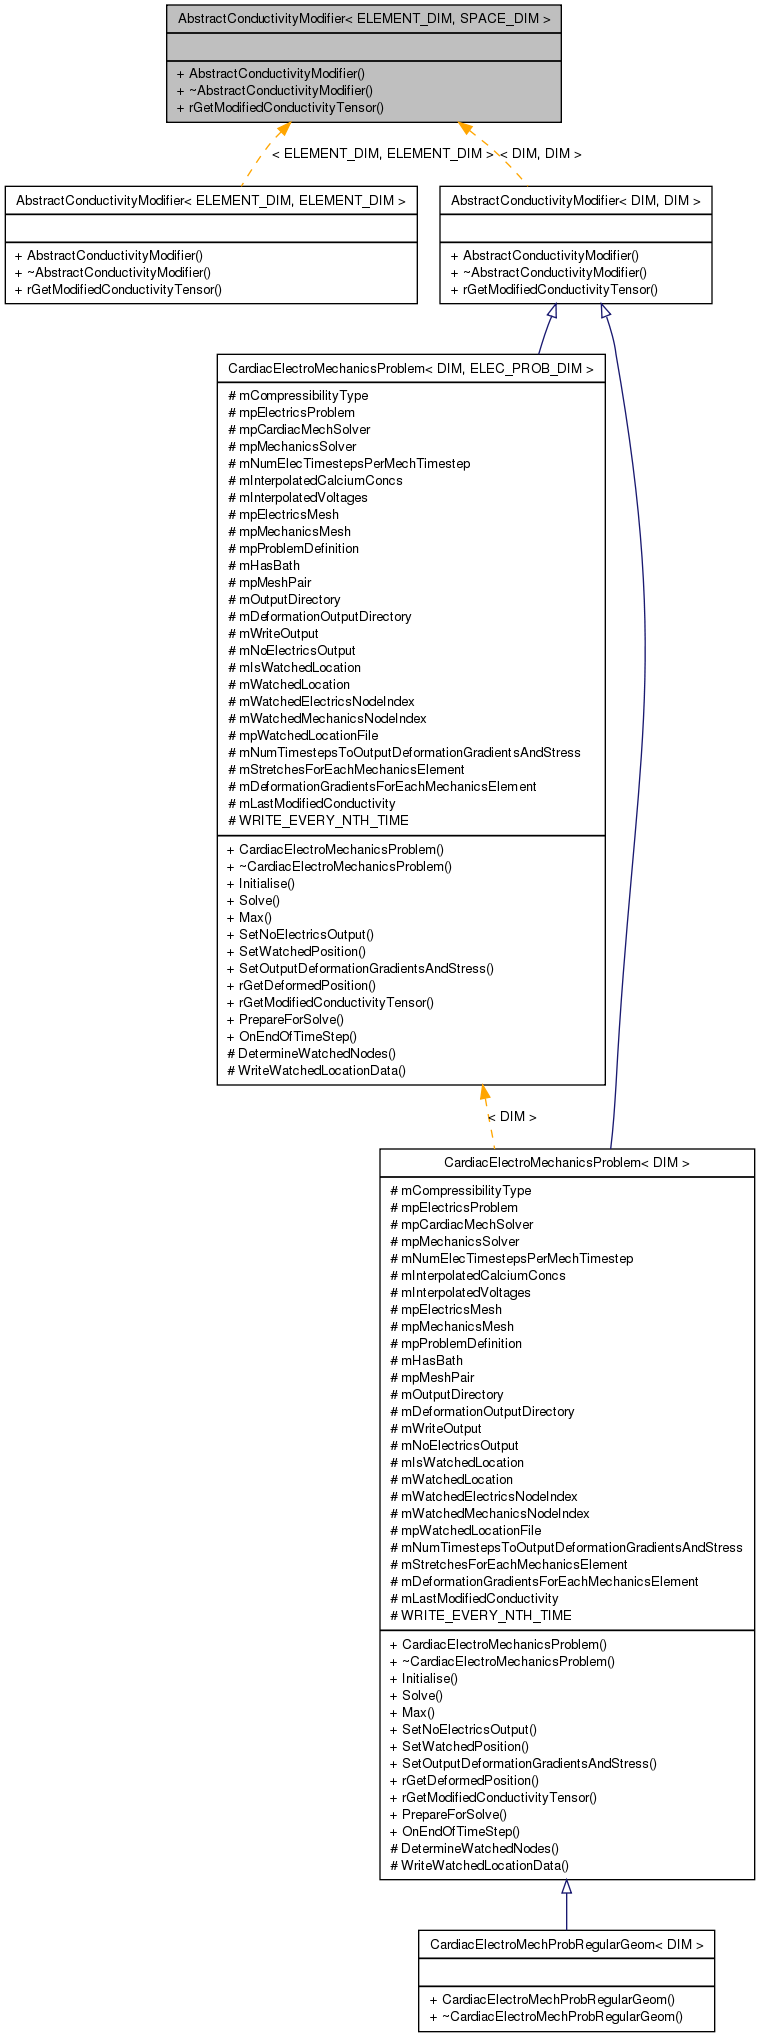 AbstractConductivityModifier< ELEMENT_DIM, SPACE_DIM >
+ AbstractConductivityModifier()
+ ~AbstractConductivityModifier()
+ rGetModifiedConductivityTensor()
< ELEMENT_DIM, ELEMENT_DIM >
< DIM, DIM >
AbstractConductivityModifier< ELEMENT_DIM, ELEMENT_DIM >
+ AbstractConductivityModifier()
+ ~AbstractConductivityModifier()
+ rGetModifiedConductivityTensor()
AbstractConductivityModifier< DIM, DIM >
+ AbstractConductivityModifier()
+ ~AbstractConductivityModifier()
+ rGetModifiedConductivityTensor()
CardiacElectroMechanicsProblem< DIM, ELEC_PROB_DIM >
# mCompressibilityType
# mpElectricsProblem
# mpCardiacMechSolver
# mpMechanicsSolver
# mNumElecTimestepsPerMechTimestep
# mInterpolatedCalciumConcs
# mInterpolatedVoltages
# mpElectricsMesh
# mpMechanicsMesh
# mpProblemDefinition
# mHasBath
# mpMeshPair
# mOutputDirectory
# mDeformationOutputDirectory
# mWriteOutput
# mNoElectricsOutput
# mIsWatchedLocation
# mWatchedLocation
# mWatchedElectricsNodeIndex
# mWatchedMechanicsNodeIndex
# mpWatchedLocationFile
# mNumTimestepsToOutputDeformationGradientsAndStress
# mStretchesForEachMechanicsElement
# mDeformationGradientsForEachMechanicsElement
# mLastModifiedConductivity
# WRITE_EVERY_NTH_TIME
+ CardiacElectroMechanicsProblem()
+ ~CardiacElectroMechanicsProblem()
+ Initialise()
+ Solve()
+ Max()
+ SetNoElectricsOutput()
+ SetWatchedPosition()
+ SetOutputDeformationGradientsAndStress()
+ rGetDeformedPosition()
+ rGetModifiedConductivityTensor()
+ PrepareForSolve()
+ OnEndOfTimeStep()
# DetermineWatchedNodes()
# WriteWatchedLocationData()
< DIM >
CardiacElectroMechanicsProblem< DIM >
# mCompressibilityType
# mpElectricsProblem
# mpCardiacMechSolver
# mpMechanicsSolver
# mNumElecTimestepsPerMechTimestep
# mInterpolatedCalciumConcs
# mInterpolatedVoltages
# mpElectricsMesh
# mpMechanicsMesh
# mpProblemDefinition
# mHasBath
# mpMeshPair
# mOutputDirectory
# mDeformationOutputDirectory
# mWriteOutput
# mNoElectricsOutput
# mIsWatchedLocation
# mWatchedLocation
# mWatchedElectricsNodeIndex
# mWatchedMechanicsNodeIndex
# mpWatchedLocationFile
# mNumTimestepsToOutputDeformationGradientsAndStress
# mStretchesForEachMechanicsElement
# mDeformationGradientsForEachMechanicsElement
# mLastModifiedConductivity
# WRITE_EVERY_NTH_TIME
+ CardiacElectroMechanicsProblem()
+ ~CardiacElectroMechanicsProblem()
+ Initialise()
+ Solve()
+ Max()
+ SetNoElectricsOutput()
+ SetWatchedPosition()
+ SetOutputDeformationGradientsAndStress()
+ rGetDeformedPosition()
+ rGetModifiedConductivityTensor()
+ PrepareForSolve()
+ OnEndOfTimeStep()
# DetermineWatchedNodes()
# WriteWatchedLocationData()
CardiacElectroMechProbRegularGeom< DIM >
+ CardiacElectroMechProbRegularGeom()
+ ~CardiacElectroMechProbRegularGeom()